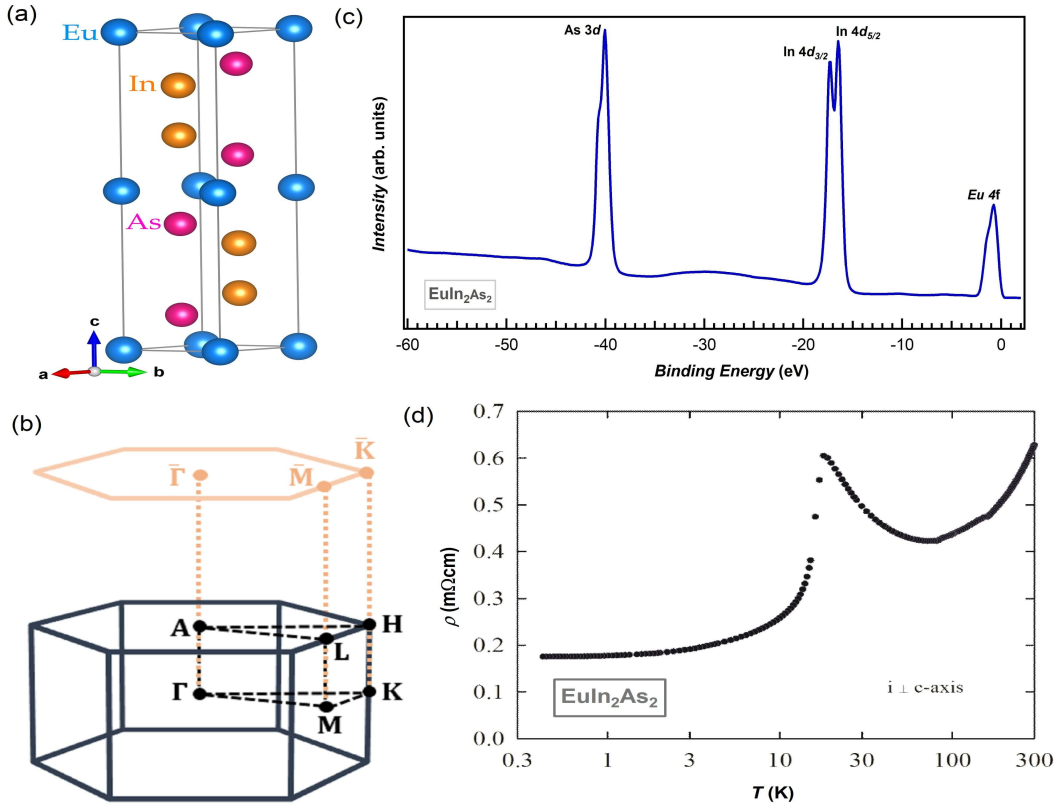 (a)
Eu
In
As
c
a
b
(b)
Γ̄
M̄
K̄
A
H
L
Γ
K
M
(c)
As 3d
In 4d3/2
In 4d5/2
Eu 4f
Intensity (arb. units)
EuIn2As2
-60 -50 -40 -30 -20 -10 0
Binding Energy (eV)
(d)
0.7
0.6
0.5
0.4
0.3
0.2
0.1
0.0
ρ (mΩcm)
EuIn2As2
i ⊥ c-axis
0.3 1 3 10 30 100 300
T (K)